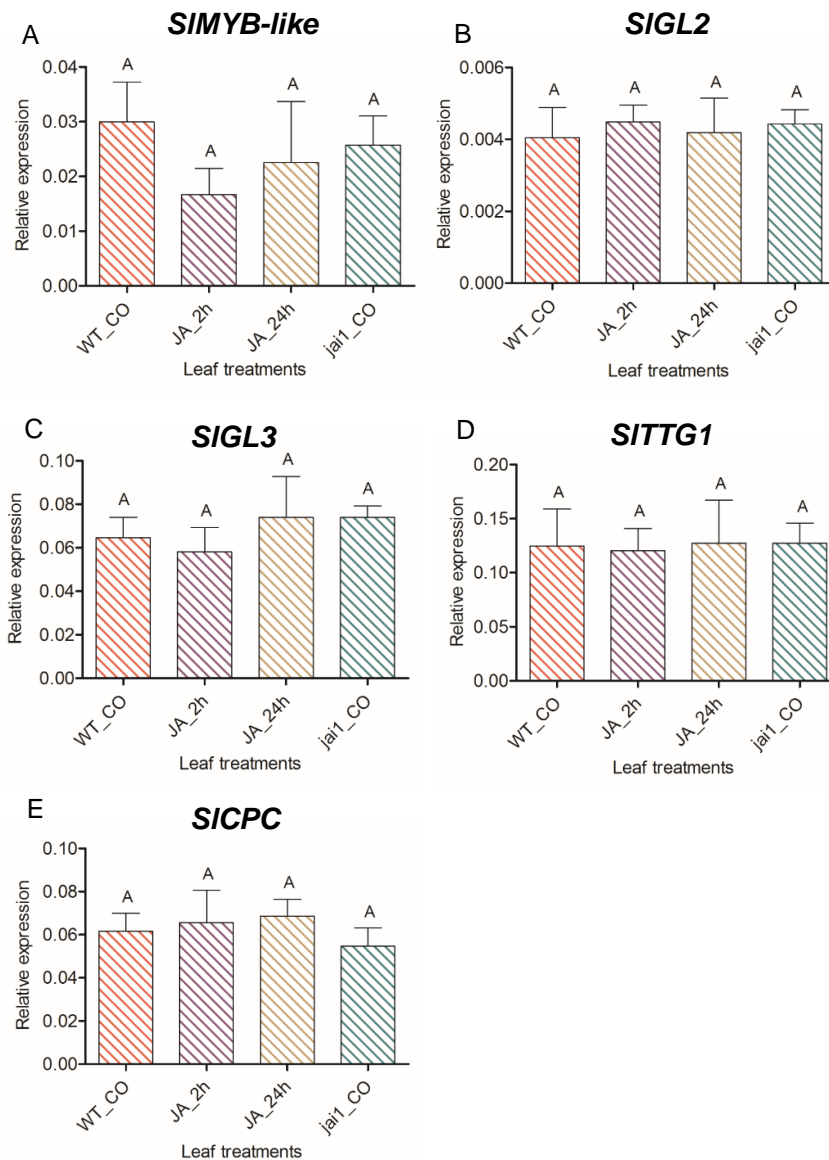 A
SlMYB-like
0.04
0.03
0.02
0.01
0.00
Relative expression
A
A
A
A
WT_CO
JA_2h
JA_24h
jai1_CO
Leaf treatments
B
SlGL2
0.006
0.004
0.002
0.000
Relative expression
A
A
A
A
WT_CO
JA_2h
JA_24h
jai1_CO
Leaf treatments
C
SlGL3
0.10
0.08
0.06
0.04
0.02
0.00
Relative expression
A
A
A
A
WT_CO
JA_2h
JA_24h
jai1_CO
Leaf treatments
D
SlTTG1
0.20
0.15
0.10
0.05
0.00
Relative expression
A
A
A
A
WT_CO
JA_2h
JA_24h
jai1_CO
Leaf treatments
E
SlCPC
0.10
0.08
0.06
0.04
0.02
0.00
Relative expression
A
A
A
A
WT_CO
JA_2h
JA_24h
jai1_CO
Leaf treatments